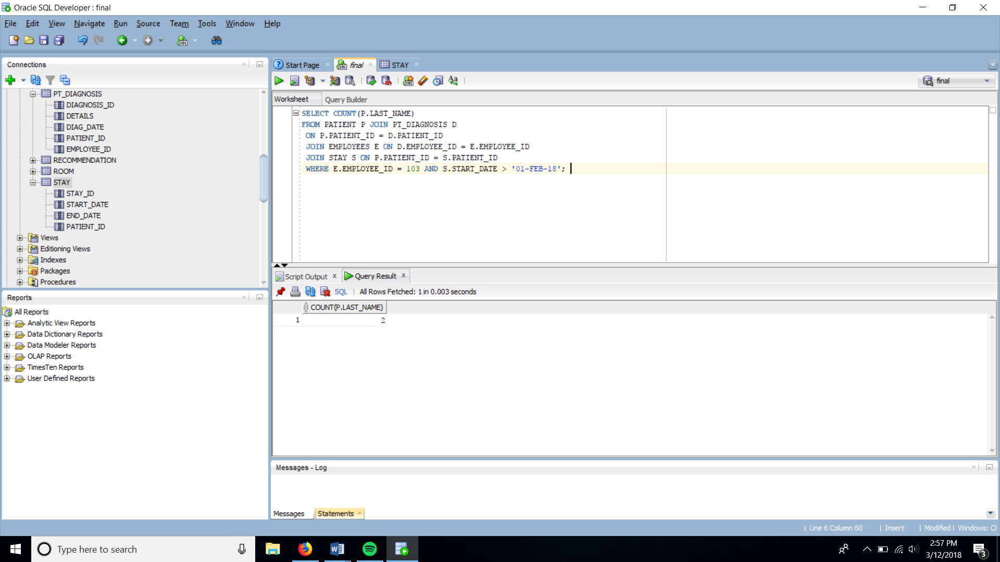 Oracle SQL Developer : final
File Edit View Navigate Run Source Team Tools Window Help
Connections
PT_DIAGNOSIS
DIAGNOSIS_ID
DETAILS
DIAG_DATE
PATIENT_ID
EMPLOYEE_ID
RECOMMENDATION
ROOM
STAY
STAY_ID
START_DATE
END_DATE
PATIENT_ID
Views
Editioning Views
Indexes
Packages
Procedures
Reports
All Reports
Analytic View Reports
Data Dictionary Reports
Data Modeler Reports
OLAP Reports
TimesTen Reports
User Defined Reports
Start Page final STAY
final
Worksheet Query Builder
SELECT COUNT(P.LAST_NAME)
FROM PATIENT P JOIN PT_DIAGNOSIS D
ON P.PATIENT_ID = D.PATIENT_ID
JOIN EMPLOYEES E ON D.EMPLOYEE_ID = E.EMPLOYEE_ID
JOIN STAY S ON P.PATIENT_ID = S.PATIENT_ID
WHERE E.EMPLOYEE_ID = 103 AND S.START_DATE > '01-FEB-18';
Script Output Query Result
SQL | All Rows Fetched: 1 in 0.003 seconds
COUNT(P.LAST_NAME)
1 2
Messages - Log
Messages Statements
| Line 6 Column 60 | Insert | Modified | Windows: CF
Type here to search
2:57 PM
3/12/2018
3